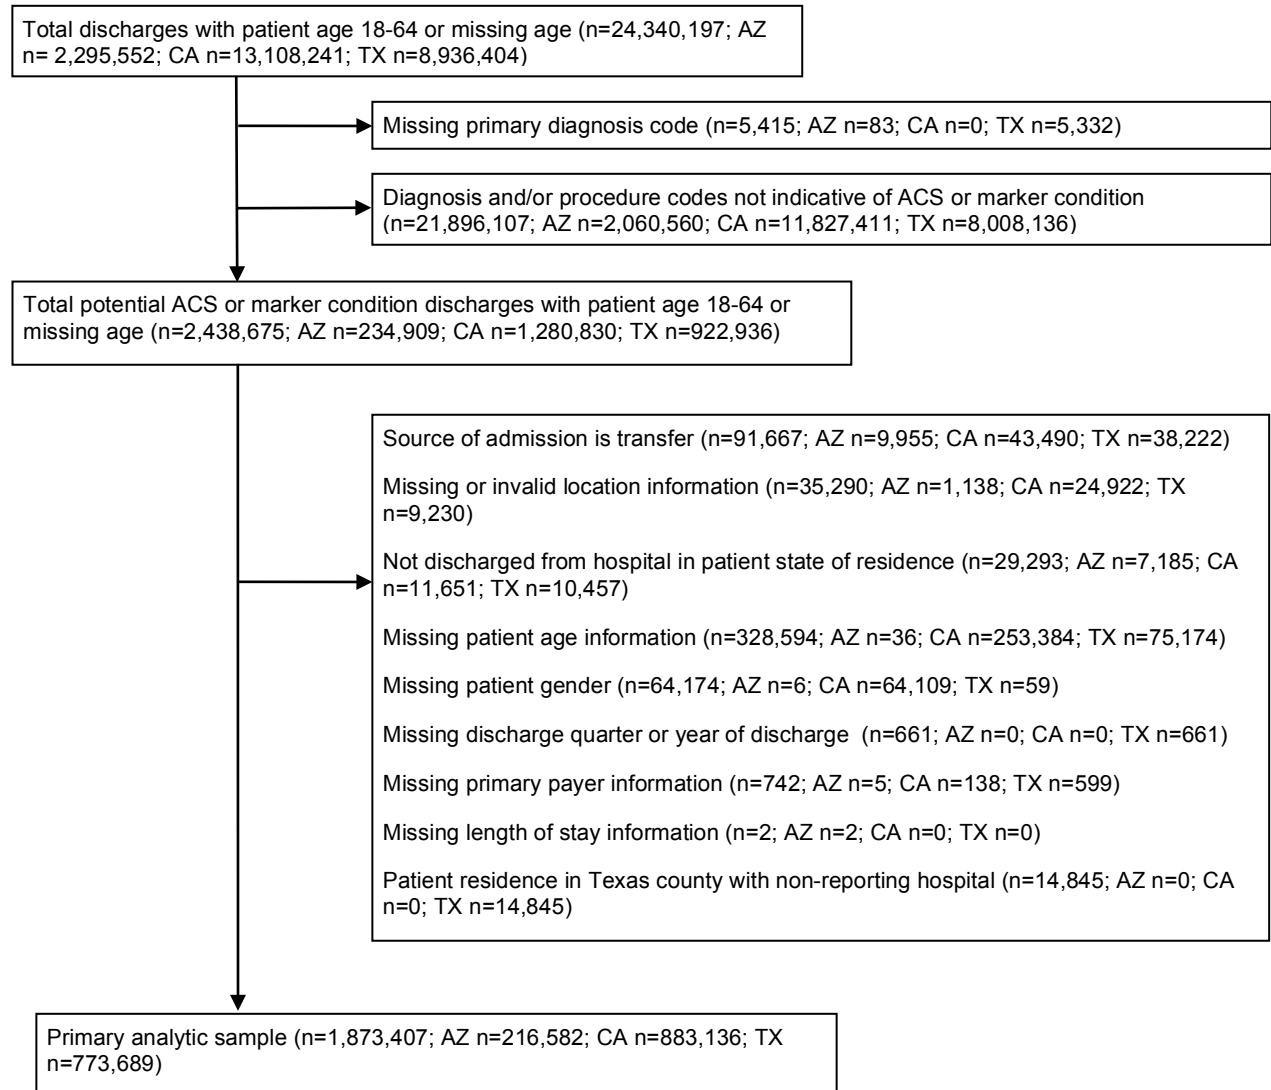 Total discharges with patient age 18-64 or missing age (n=24,340,197; AZ
n= 2,295,552; CA n=13,108,241; TX n=8,936,404)
Missing primary diagnosis code (n=5,415; AZ n=83; CA n=0; TX n=5,332)
Diagnosis and/or procedure codes not indicative of ACS or marker condition
(n=21,896,107; AZ n=2,060,560; CA n=11,827,411; TX n=8,008,136)
Total potential ACS or marker condition discharges with patient age 18-64 or
missing age (n=2,438,675; AZ n=234,909; CA n=1,280,830; TX n=922,936)
Source of admission is transfer (n=91,667; AZ n=9,955; CA n=43,490; TX n=38,222)
Missing or invalid location information (n=35,290; AZ n=1,138; CA n=24,922; TX
n=9,230)
Not discharged from hospital in patient state of residence (n=29,293; AZ n=7,185; CA
n=11,651; TX n=10,457)
Missing patient age information (n=328,594; AZ n=36; CA n=253,384; TX n=75,174)
Missing patient gender (n=64,174; AZ n=6; CA n=64,109; TX n=59)
Missing discharge quarter or year of discharge  (n=661; AZ n=0; CA n=0; TX n=661)
Missing primary payer information (n=742; AZ n=5; CA n=138; TX n=599)
Missing length of stay information (n=2; AZ n=2; CA n=0; TX n=0)
Patient residence in Texas county with non-reporting hospital (n=14,845; AZ n=0; CA
n=0; TX n=14,845)
Primary analytic sample (n=1,873,407; AZ n=216,582; CA n=883,136; TX
n=773,689)